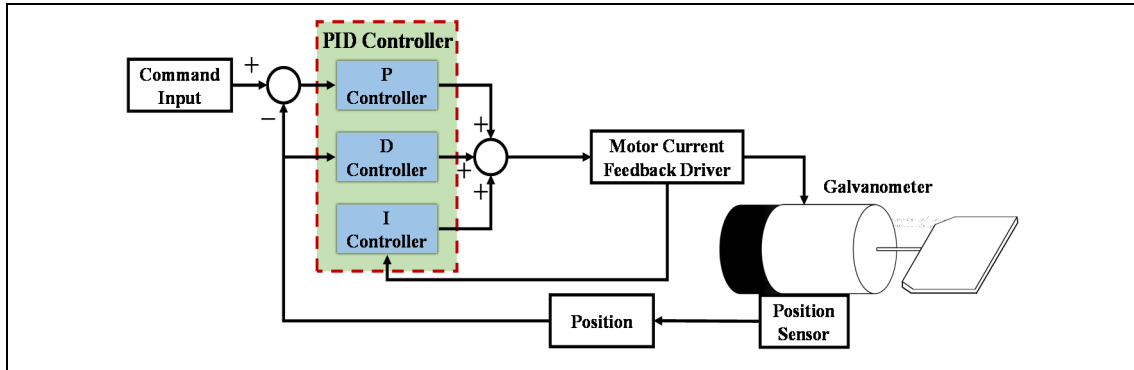 PID Controller
Command
Input
+
−
P
Controller
D
Controller
I
Controller
+
+
+
Motor Current
Feedback Driver
Galvanometer
Position
Position
Sensor